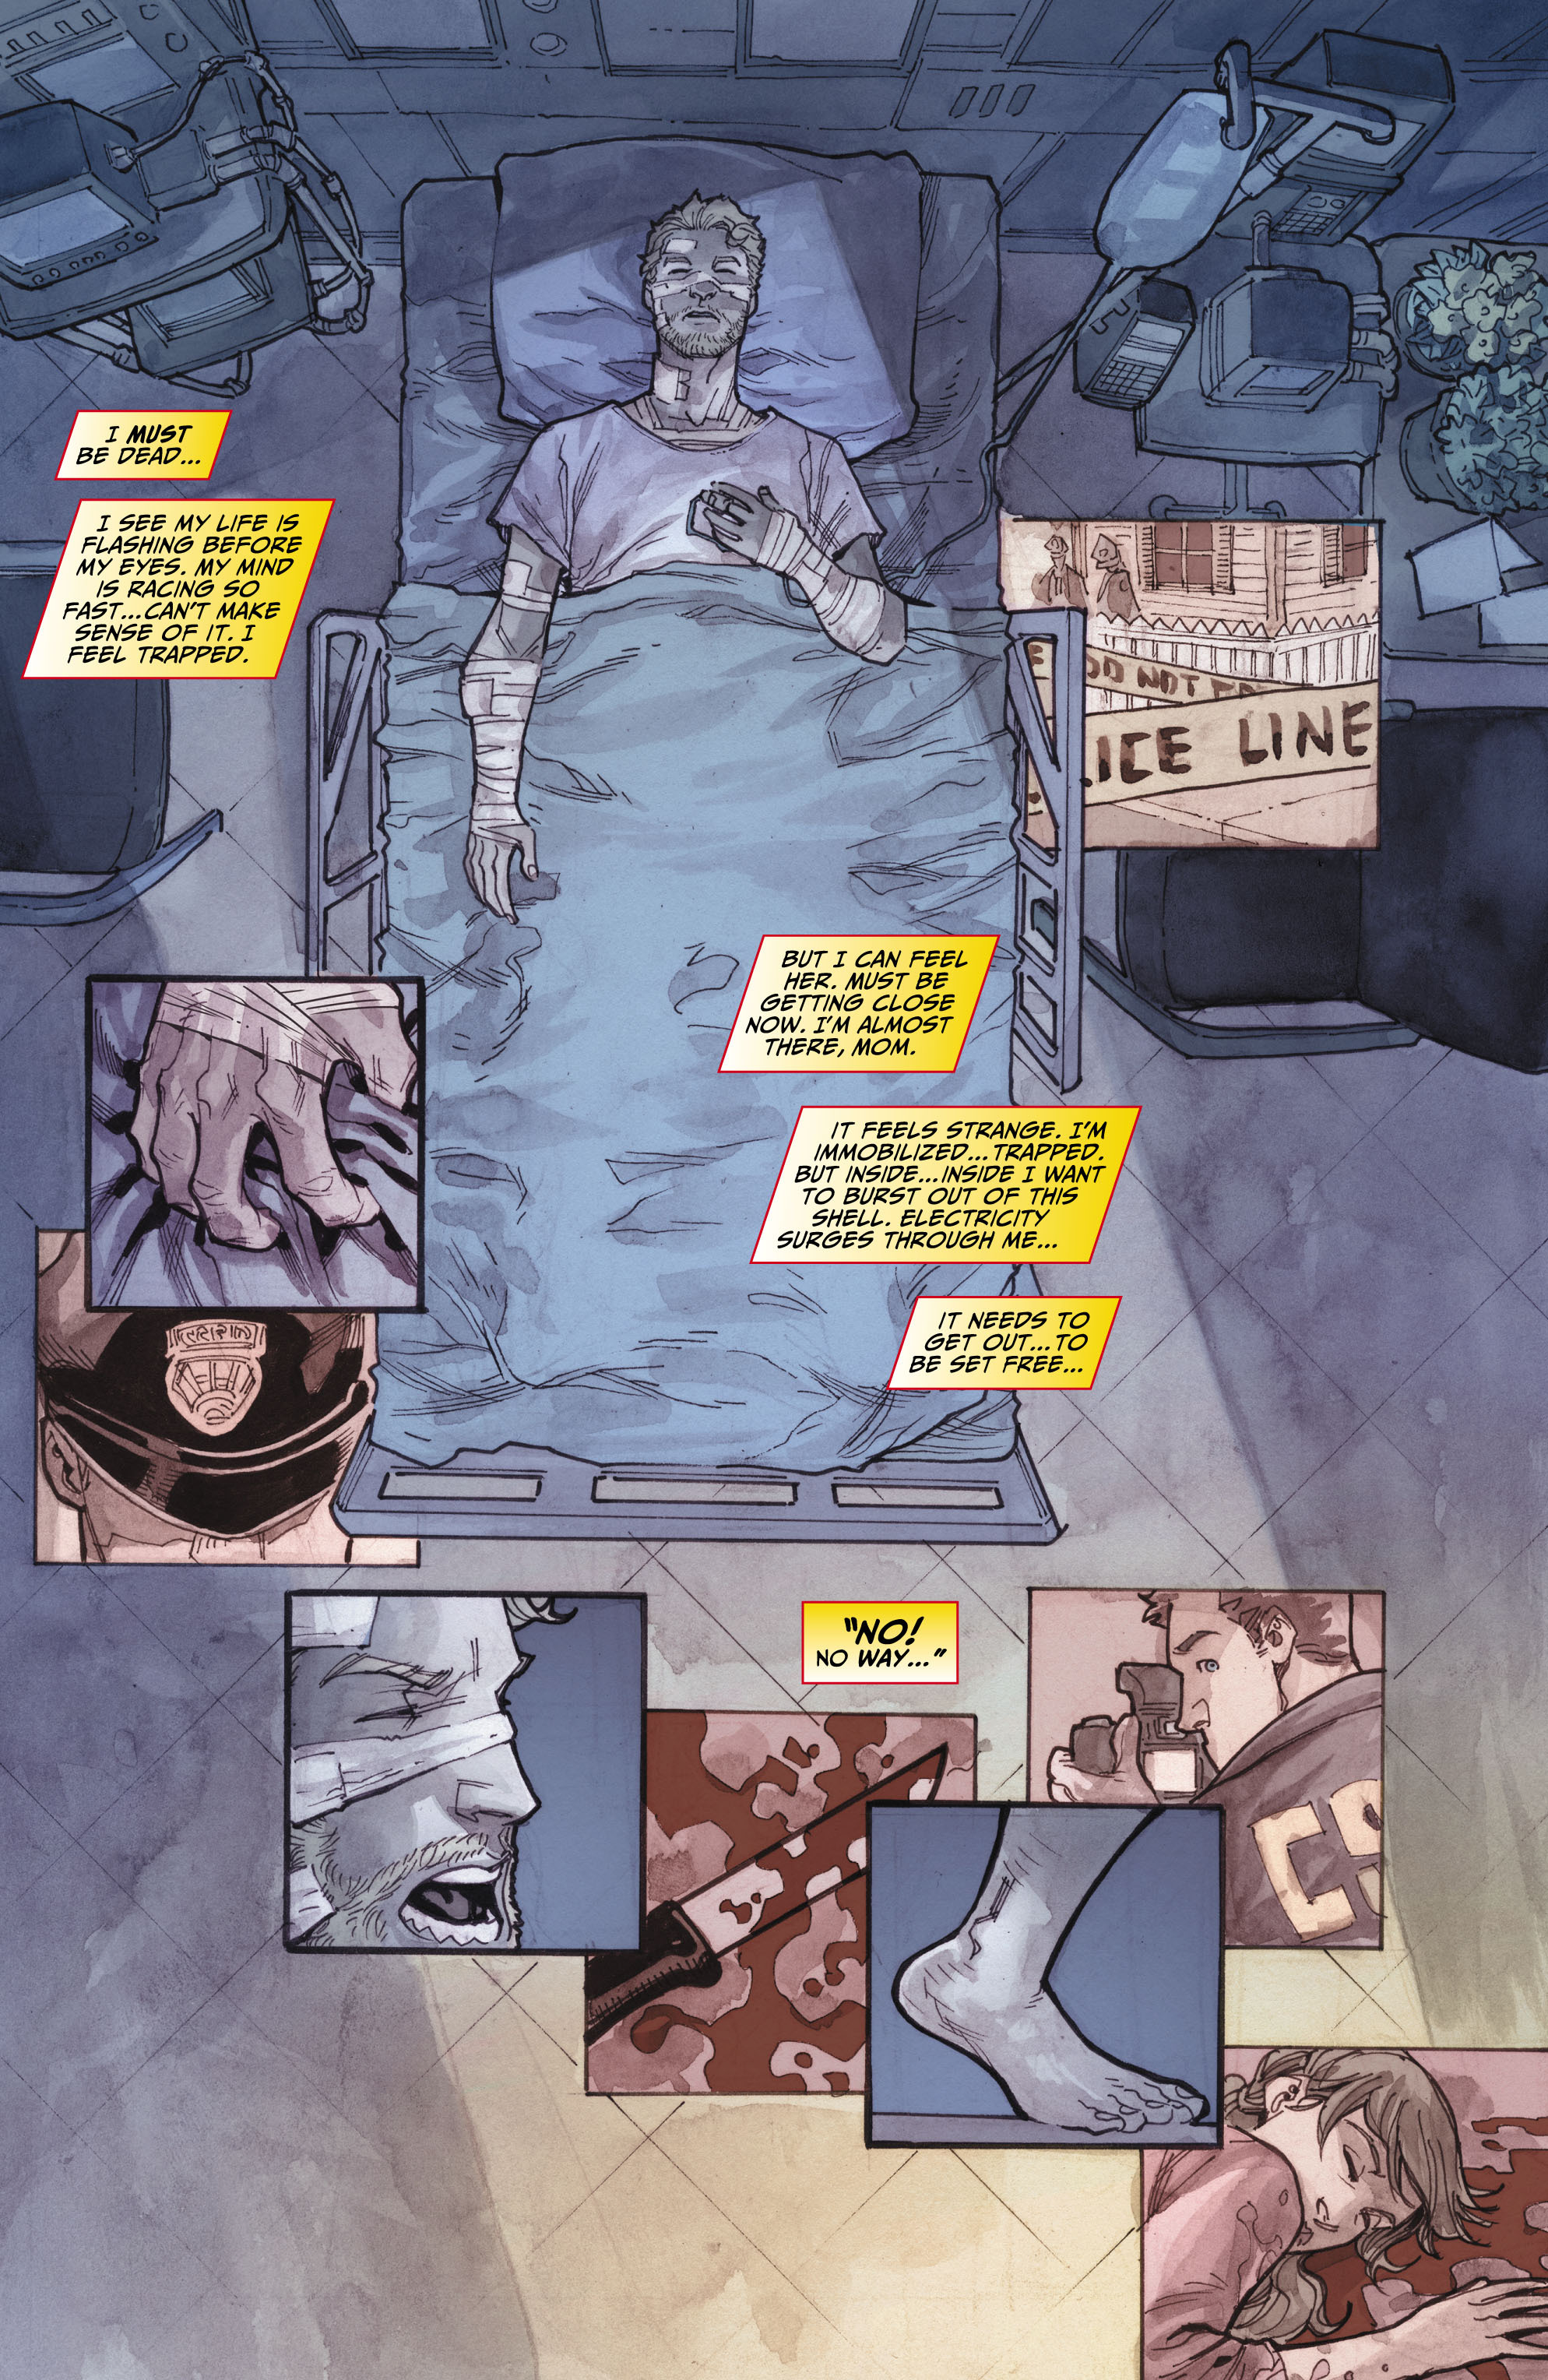 I MUST
BE DEAD...
I SEE MY LIFE IS
FLASHING BEFORE
MY EYES. MY MIND
IS RACING SO
FAST...CAN'T MAKE
SENSE OF IT. I
FEEL TRAPPED.
DO NOT
ICE LINE
BUT I CAN FEEL
HER. MUST BE
GETTING CLOSE
NOW. I'M ALMOST
THERE, MOM.
IT FEELS STRANGE. I'M
IMMOBILIZED...TRAPPED.
BUT INSIDE...INSIDE I WANT
TO BURST OUT OF THIS
SHELL. ELECTRICITY
SURGES THROUGH ME...
IT NEEDS TO
GET OUT...TO
BE SET FREE...
"NO!
NO WAY..."
CS